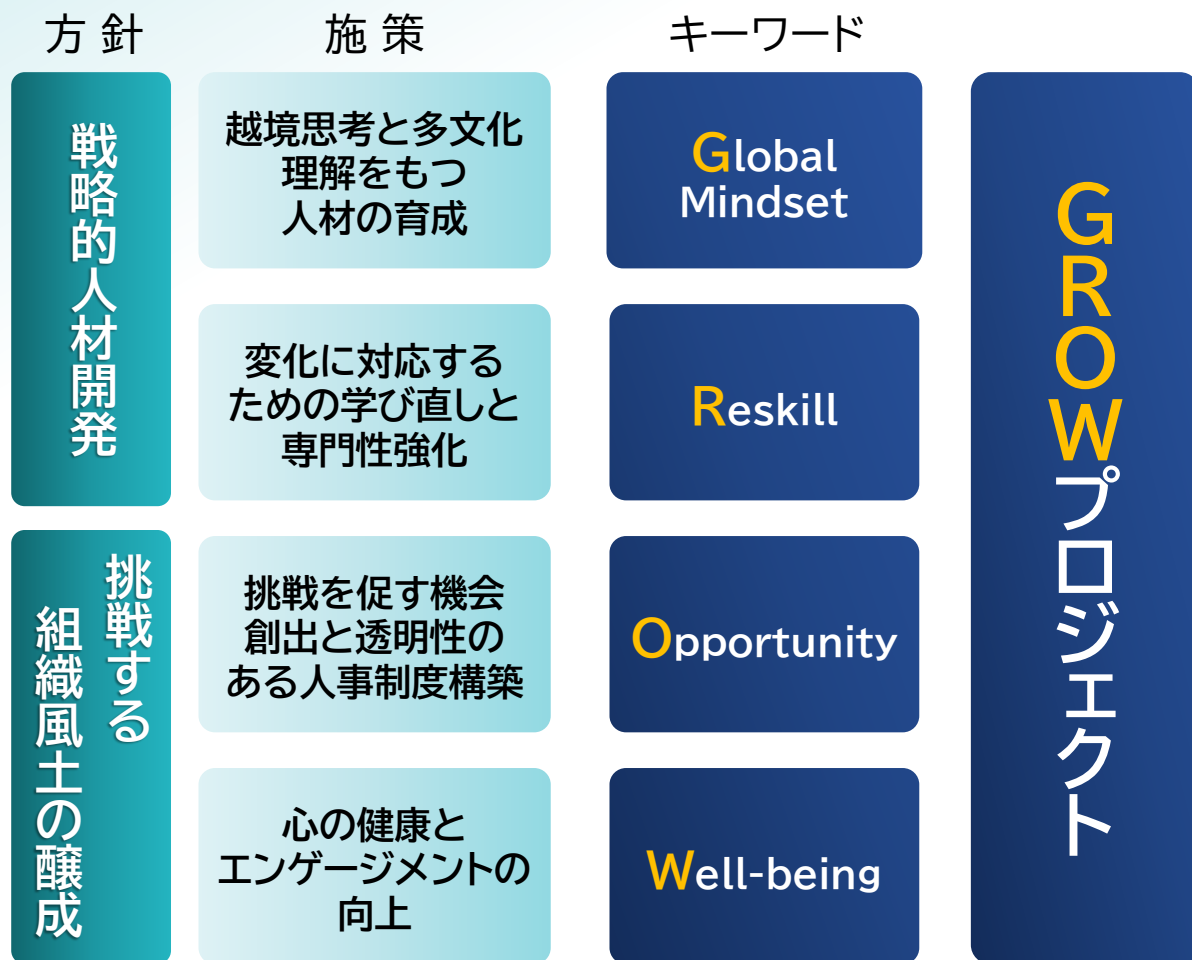 方 針
施 策
キーワード
戦略的人材開発
越境思考と多文化
理解をもつ
人材の育成
Global
Mindset
変化に対応する
ための学び直しと
専門性強化
Reskill
挑戦する
組織風土の醸成
挑戦を促す機会
創出と透明性の
ある人事制度構築
Opportunity
心の健康と
エンゲージメントの
向上
Well-being
GROWプロジェクト